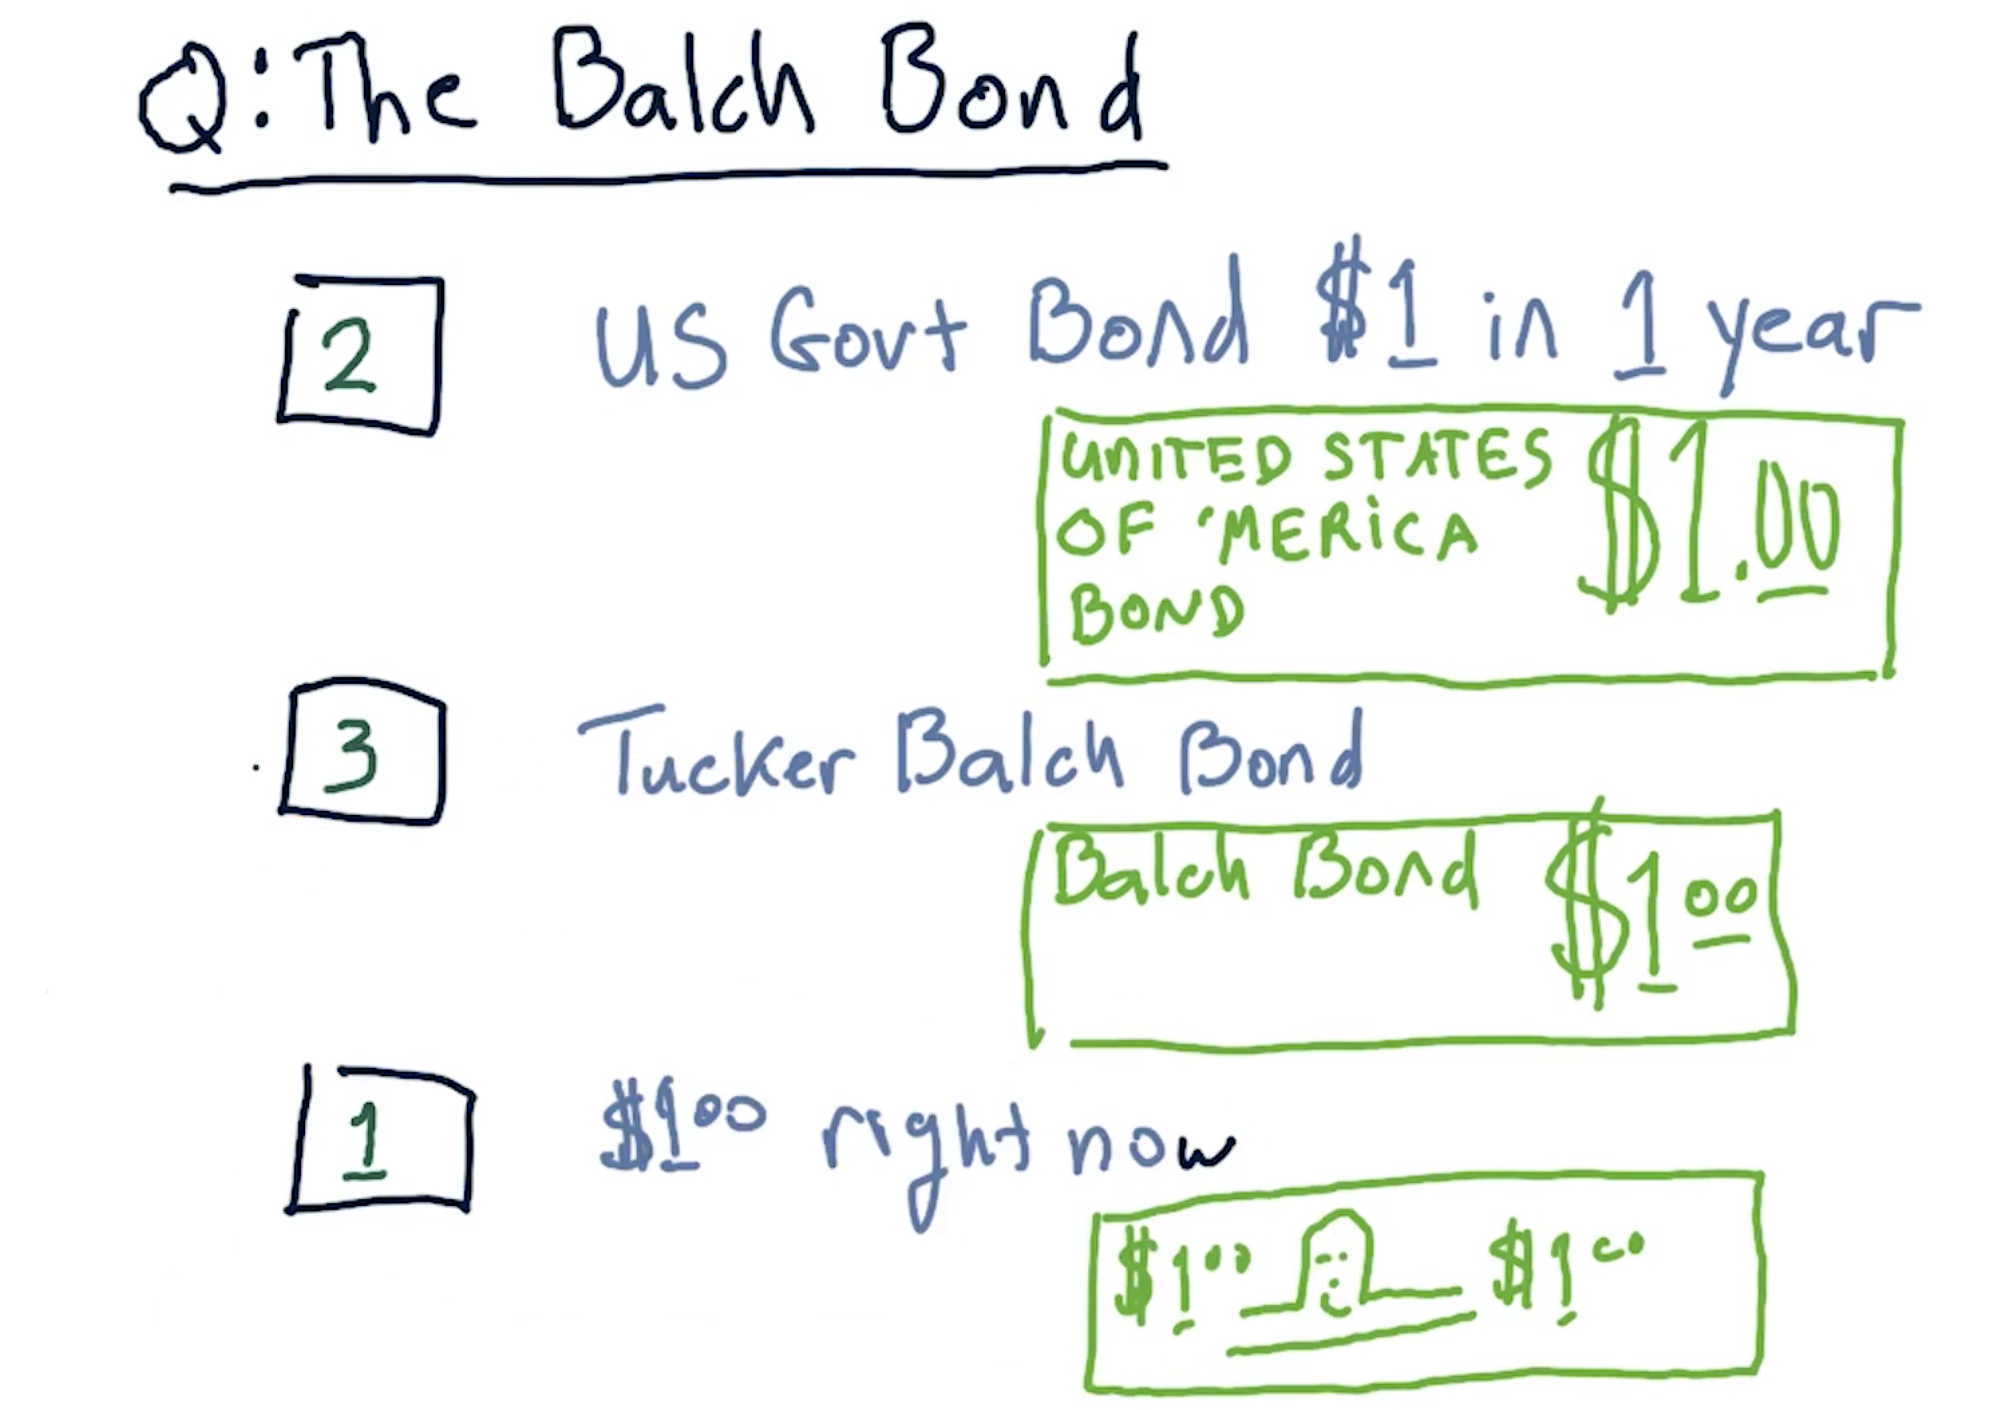 Q: The Balch Bond
2 US Govt Bond $1 in 1 year
UNITED STATES $1.00
OF 'MERICA
BOND
3 Tucker Balch Bond
Balch Bond $1 00
1 $1 00 right now
$1 00 $1 00